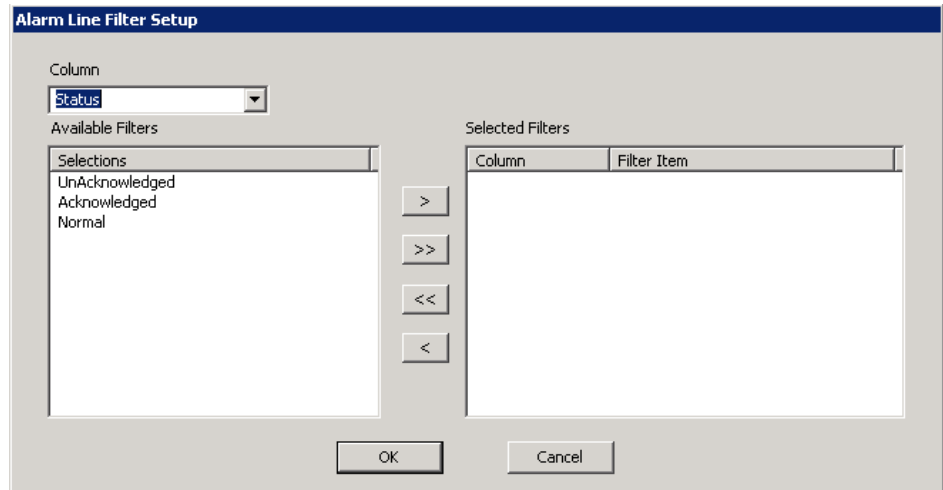 Alarm Line Filter Setup
Column
Status
Available Filters
Selected Filters
Selections
Column Filter Item
UnAcknowledged
Acknowledged
Normal
>
>>
<<
<
OK
Cancel